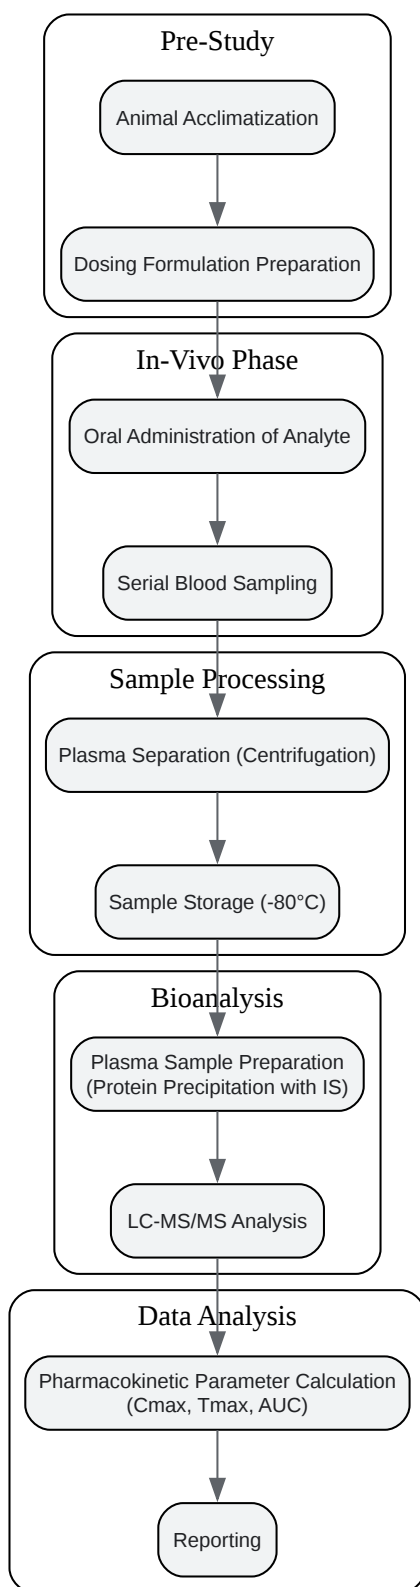 Pre-Study
Animal Acclimatization
Dosing Formulation Preparation
In-Vivo Phase
Oral Administration of Analyte
Serial Blood Sampling
Sample Processing
Plasma Separation (Centrifugation)
Sample Storage (-80°C)
Bioanalysis
Plasma Sample Preparation
(Protein Precipitation with IS)
LC-MS/MS Analysis
Data Analysis
Pharmacokinetic Parameter Calculation
(Cmax, Tmax, AUC)
Reporting